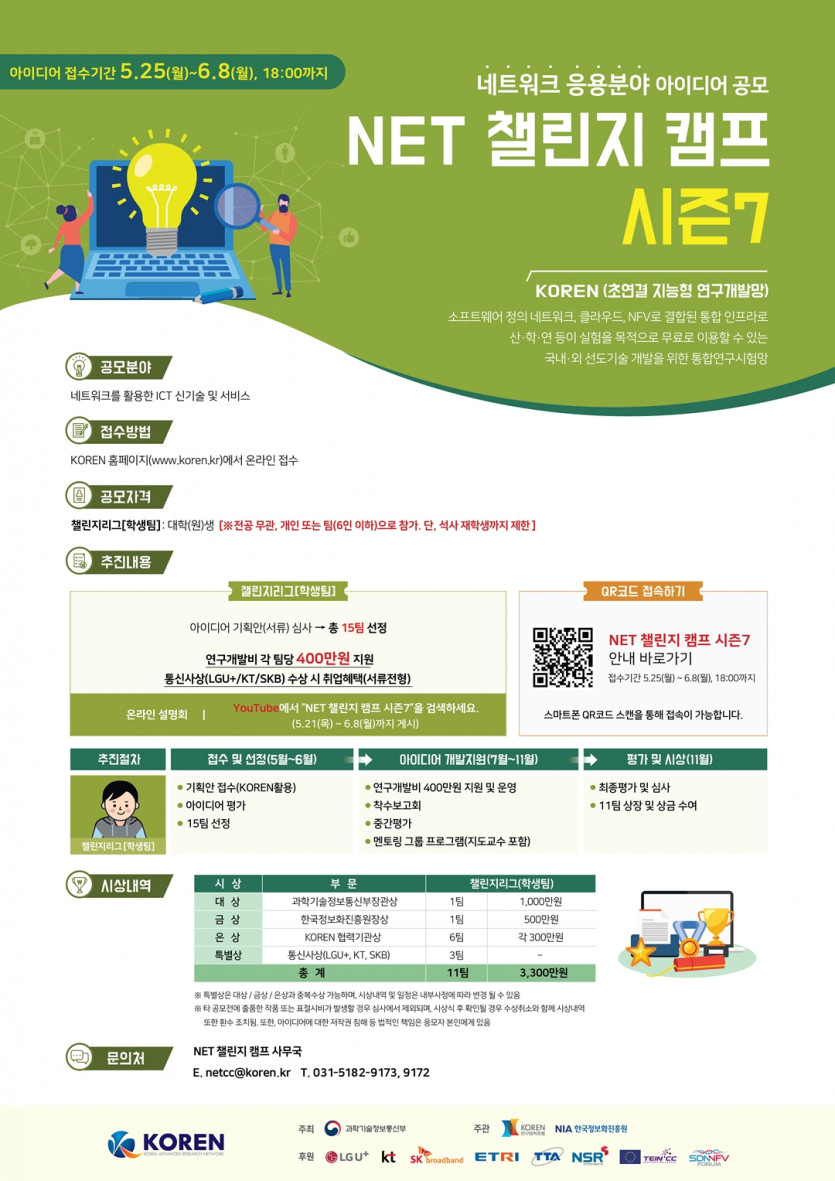 아이디어 접수기간 5.25(월)~6.8(월), 18:00까지
네트워크 응용분야 아이디어 공모
NET 챌린지 캠프
시즌7
KOREN (초연결 지능형 연구개발망)
소프트웨어 정의 네트워크, 클라우드, NFV로 결합된 통합 인프라로
산·학·연 등이 실험을 목적으로 무료로 이용할 수 있는
국내·외 선도기술 개발을 위한 통합연구시험망
공모분야
네트워크를 활용한 ICT 신기술 및 서비스
접수방법
KOREN 홈페이지(www.koren.kr)에서 온라인 접수
공모자격
챌린지리그[학생팀] : 대학(원)생 [※전공 무관, 개인 또는 팀(6인 이하)으로 참가. 단, 석사 재학생까지 제한]
추진내용
챌린지리그[학생팀]
아이디어 기획안(서류) 심사 → 총 15팀 선정
연구개발비 각 팀당 400만원 지원
통신사상(LGU+/KT/SKB) 수상 시 취업혜택(서류전형)
온라인 설명회 | YouTube에서 “NET 챌린지 캠프 시즌7”을 검색하세요.
(5.21(목) ~ 6.8(월)까지 게시)
QR코드 접속하기
NET 챌린지 캠프 시즌7
안내 바로가기
접수기간 5.25(월) ~ 6.8(월), 18:00까지
스마트폰 QR코드 스캔을 통해 접속이 가능합니다.
추진절차 접수 및 선정(5월~6월) 아이디어 개발지원(7월~11월) 평가 및 시상(11월)
챌린지리그[학생팀]
• 기획안 접수(KOREN활용)
• 아이디어 평가
• 15팀 선정
• 연구개발비 400만원 지원 및 운영
• 착수보고회
• 중간평가
• 멘토링 그룹 프로그램(지도교수 포함)
• 최종평가 및 심사
• 11팀 상장 및 상금 수여
시상내역
시 상 부 문 챌린지리그(학생팀)
대 상 과학기술정보통신부장관상 1팀 1,000만원
금 상 한국정보화진흥원장상 1팀 500만원
은 상 KOREN 협력기관상 6팀 각 300만원
특별상 통신사상(LGU+, KT, SKB) 3팀 –
총 계 11팀 3,300만원
※ 특별상은 대상 / 금상 / 은상과 중복수상 가능하며, 시상내역 및 일정은 내부사정에 따라 변경 될 수 있음
※ 타 공모전에 출품한 작품 또는 표절시비가 발생할 경우 심사에서 제외되며, 시상식 후 확인될 경우 수상취소와 함께 시상내역
또한 환수 조치됨. 또한, 아이디어에 대한 저작권 침해 등 법적인 책임은 응모자 본인에게 있음
문의처
NET 챌린지 캠프 사무국
E. netcc@koren.kr T. 031-5182-9173, 9172
KOREN
KOREA ADVANCED RESEARCH NETWORK
주최 과학기술정보통신부 주관 KOREN 연구협력포럼 NIA 한국정보화진흥원
후원 LG U+ kt SK broadband ETRI TTA NSR TEIN*CC SDN/NFV FORUM